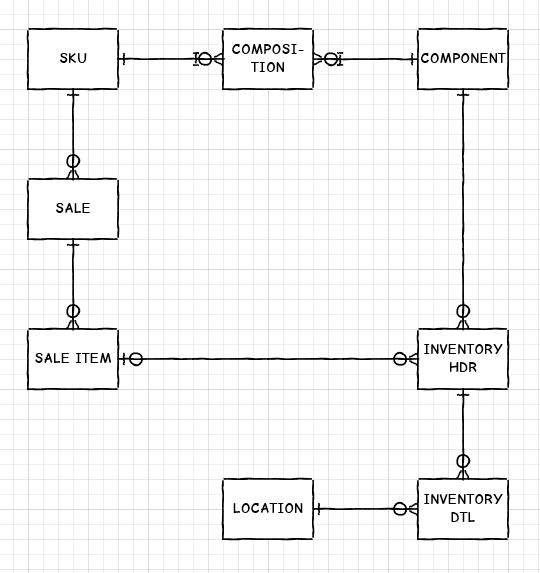 SKU
COMPOSI-
TION
COMPONENT
SALE
SALE ITEM
INVENTORY
HDR
LOCATION
INVENTORY
DTL